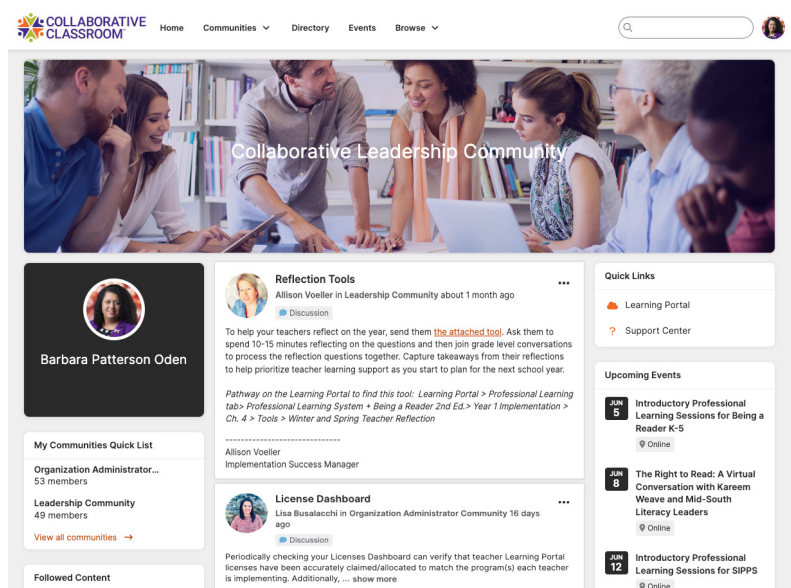 COLLABORATIVE
CLASSROOM
Home
Communities
Directory
Events
Browse
Collaborative Leadership Community
Barbara Patterson Oden
My Communities Quick List
Organization Administrator...
53 members
Leadership Community
49 members
View all communities →
Followed Content
Reflection Tools
Allison Voeller in Leadership Community about 1 month ago
Discussion
To help your teachers reflect on the year, send them the attached tool. Ask them to
spend 10-15 minutes reflecting on the questions and then join grade level conversations
to process the reflection questions together. Capture takeaways from their reflections
to help prioritize teacher learning support as you start to plan for the next school year.
Pathway on the Learning Portal to find this tool: Learning Portal > Professional Learning
tab> Professional Learning System + Being a Reader 2nd Ed.> Year 1 Implementation >
Ch. 4 > Tools > Winter and Spring Teacher Reflection
------------------------------
Allison Voeller
Implementation Success Manager
License Dashboard
Lisa Busalacchi in Organization Administrator Community 16 days
ago
Discussion
Periodically checking your Licenses Dashboard can verify that teacher Learning Portal
licenses have been accurately claimed/allocated to match the program(s) each teacher
is implementing. Additionally, ... show more
Quick Links
Learning Portal
? Support Center
Upcoming Events
JUN
5
Introductory Professional
Learning Sessions for Being a
Reader K-5
Online
JUN
8
The Right to Read: A Virtual
Conversation with Kareem
Weave and Mid-South
Literacy Leaders
Online
JUN
12
Introductory Professional
Learning Sessions for SIPPS
Online